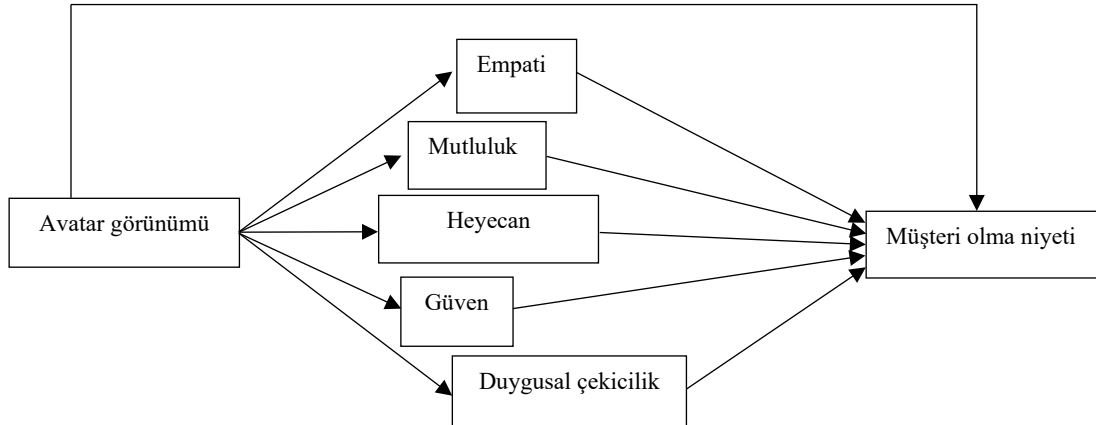 Empati
Mutluluk
Avatar görünümü
Heyecan
Müşteri olma niyeti
Güven
Duygusal çekicilik